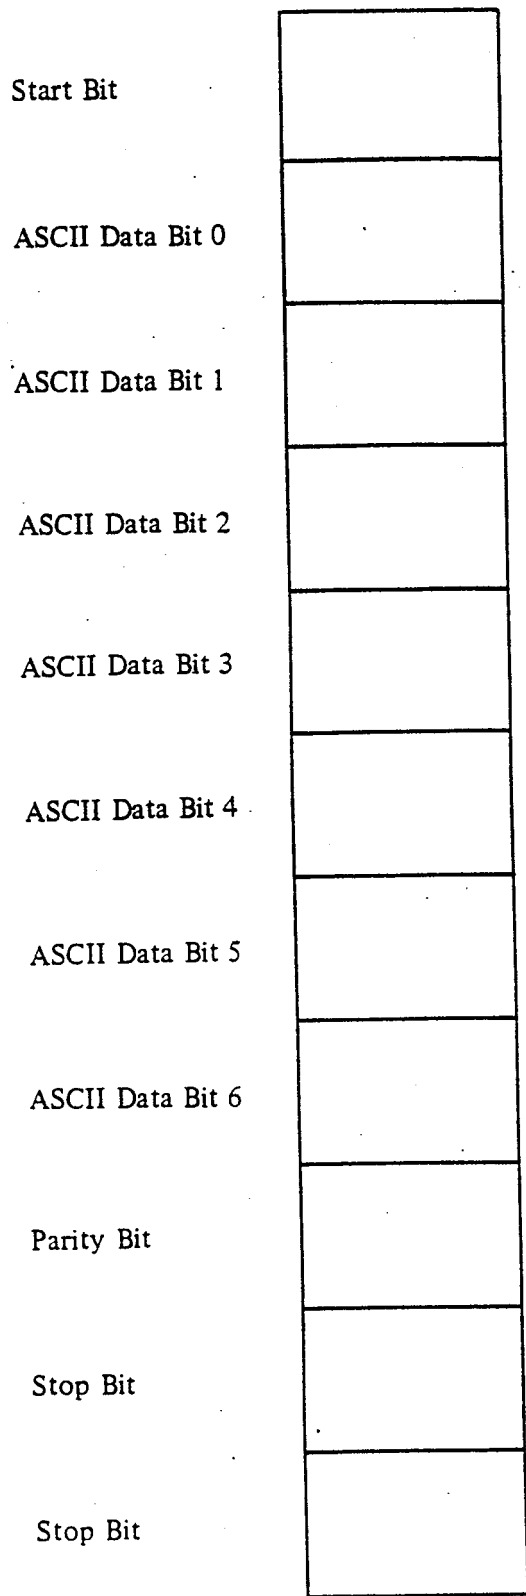 Start Bit
ASCII Data Bit 0
ASCII Data Bit 1
ASCII Data Bit 2
ASCII Data Bit 3
ASCII Data Bit 4
ASCII Data Bit 5
ASCII Data Bit 6
Parity Bit
Stop Bit
Stop Bit